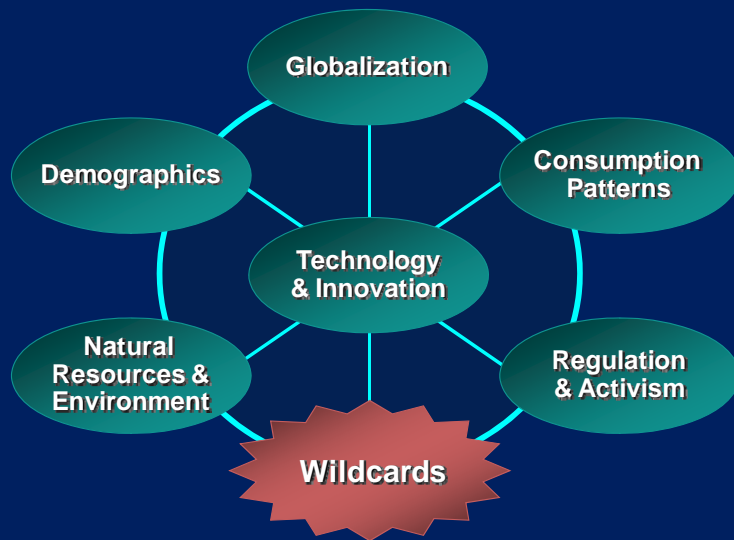 Globalization
Demographics
Consumption
Patterns
Technology
& Innovation
Natural
Resources &
Environment
Regulation
& Activism
Wildcards